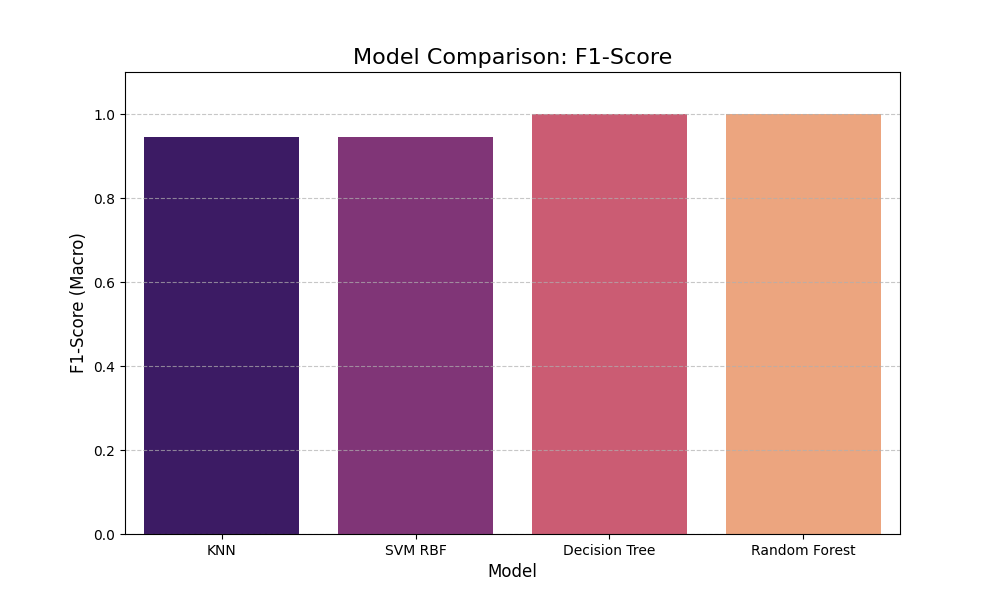 Model Comparison: F1-Score
F1-Score (Macro)
1.0
0.8
0.6
0.4
0.2
0.0
KNN SVM RBF Decision Tree Random Forest
Model